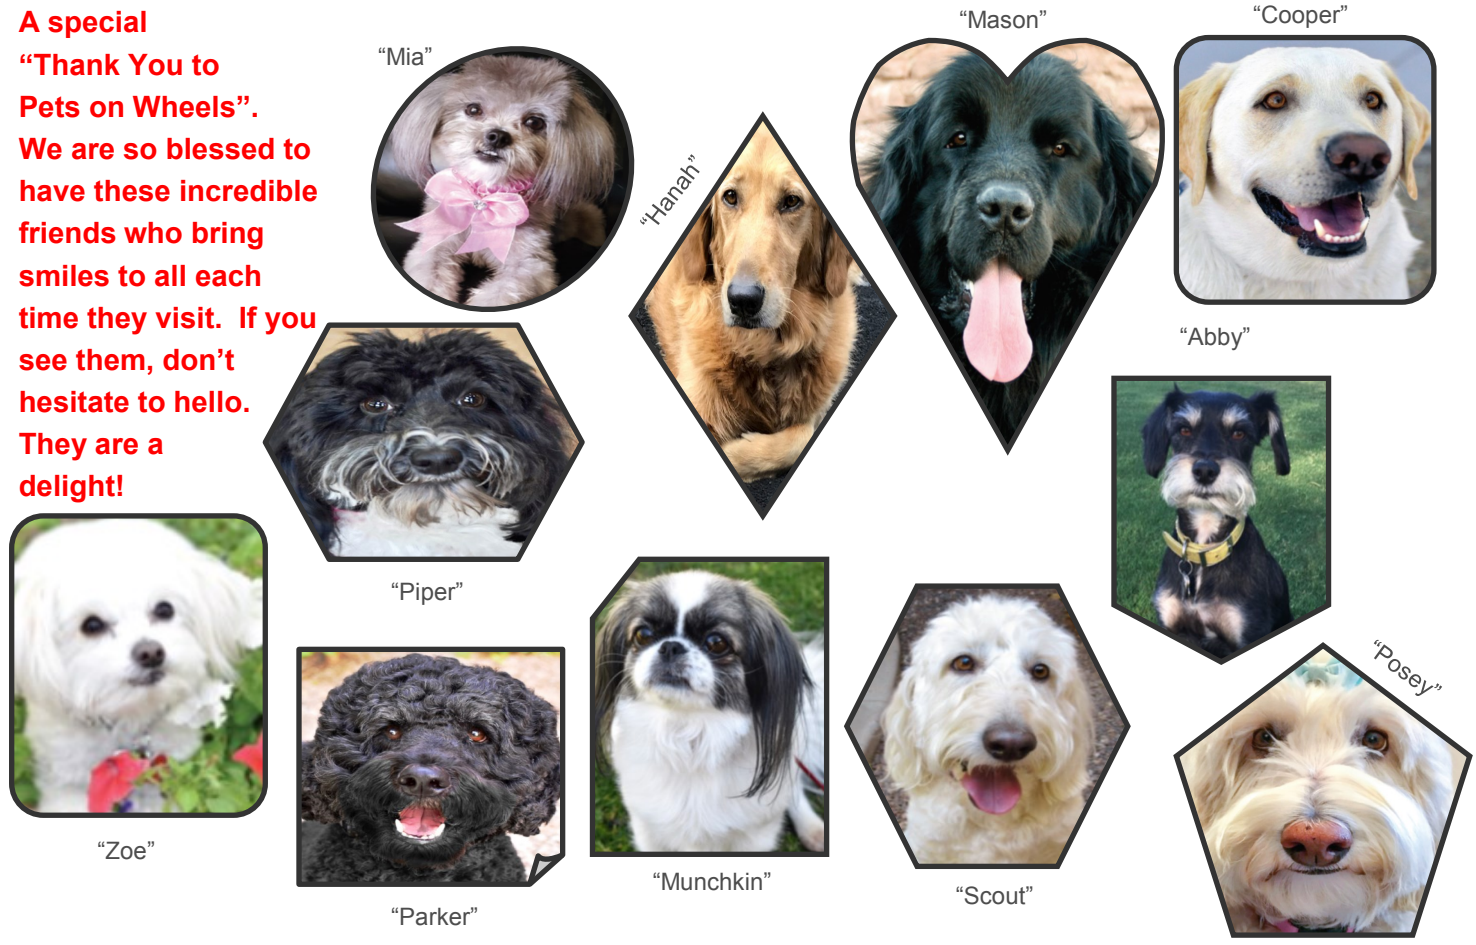 A special
“Thank You to
Pets on Wheels”.
We are so blessed to
have these incredible
friends who bring
smiles to all each
time they visit.  If you
see them, don’t
hesitate to hello.
They are a
delight!
“Mia”
“Hanah”
“Mason”
“Cooper”
“Abby”
“Piper”
“Posey”
“Zoe”
“Parker”
“Munchkin”
“Scout”